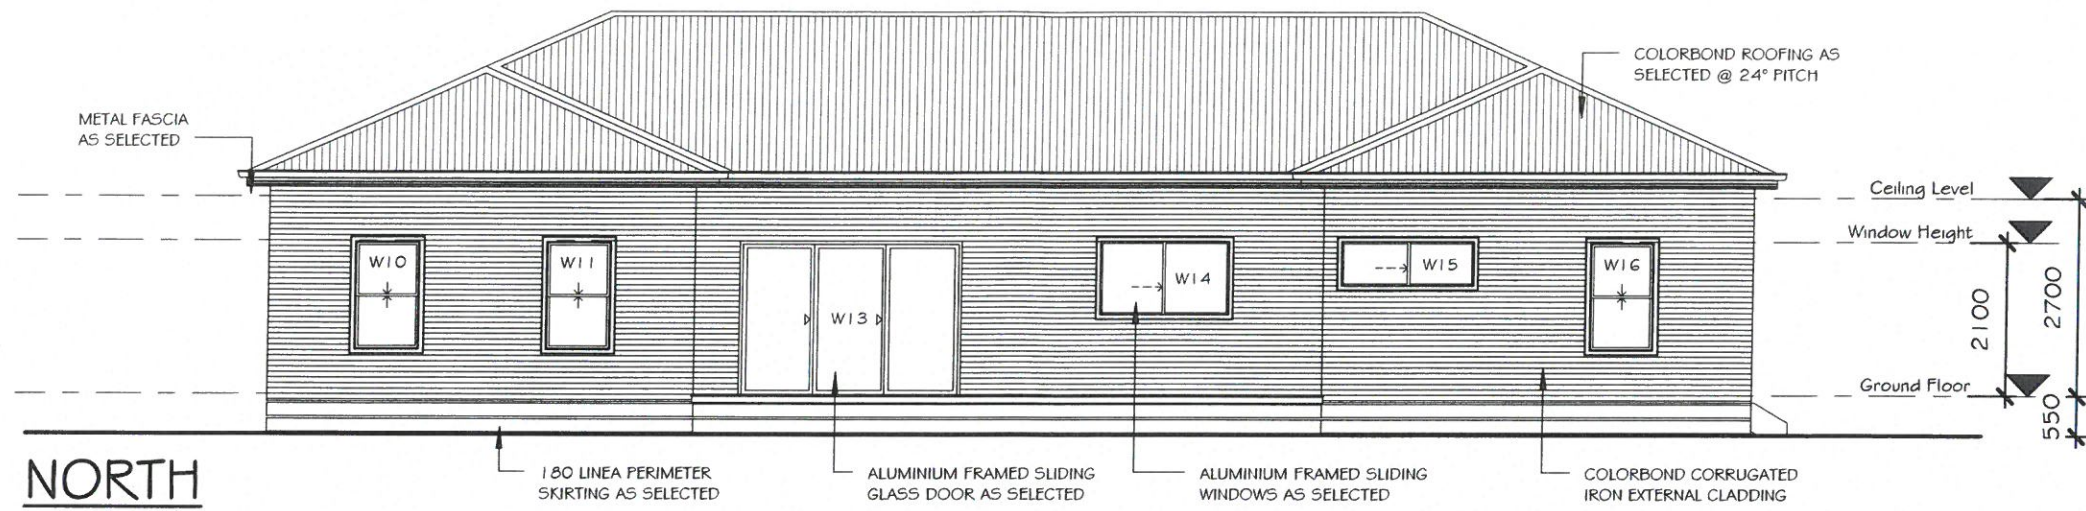 COLORBOND ROOFING AS
SELECTED @ 24° PITCH
METAL FASCIA
AS SELECTED
Ceiling Level
Window Height
W10
W11
W13
W14
W15
W16
2100
2700
Ground Floor
550
NORTH
180 LINEA PERIMETER
SKIRTING AS SELECTED
ALUMINIUM FRAMED SLIDING
GLASS DOOR AS SELECTED
ALUMINIUM FRAMED SLIDING
WINDOWS AS SELECTED
COLORBOND CORRUGATED
IRON EXTERNAL CLADDING